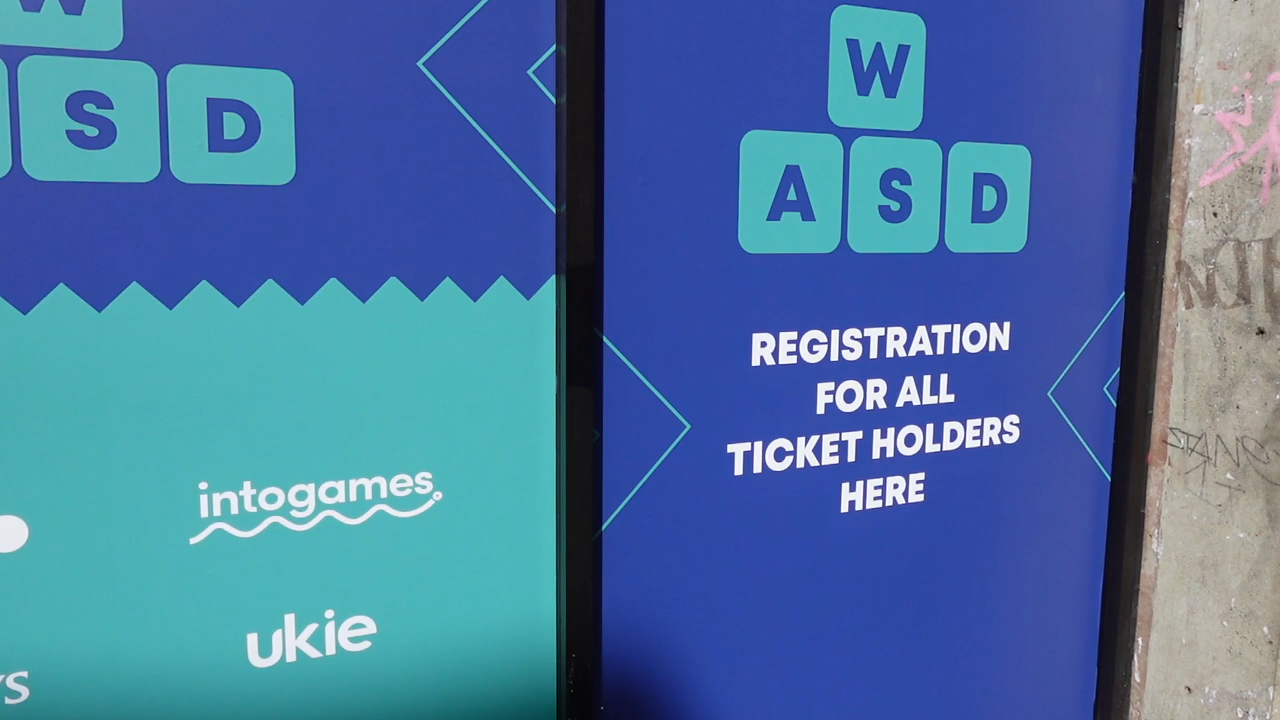 W
S D
intogames
ukie
W
A S D
REGISTRATION
FOR ALL
TICKET HOLDERS
HERE